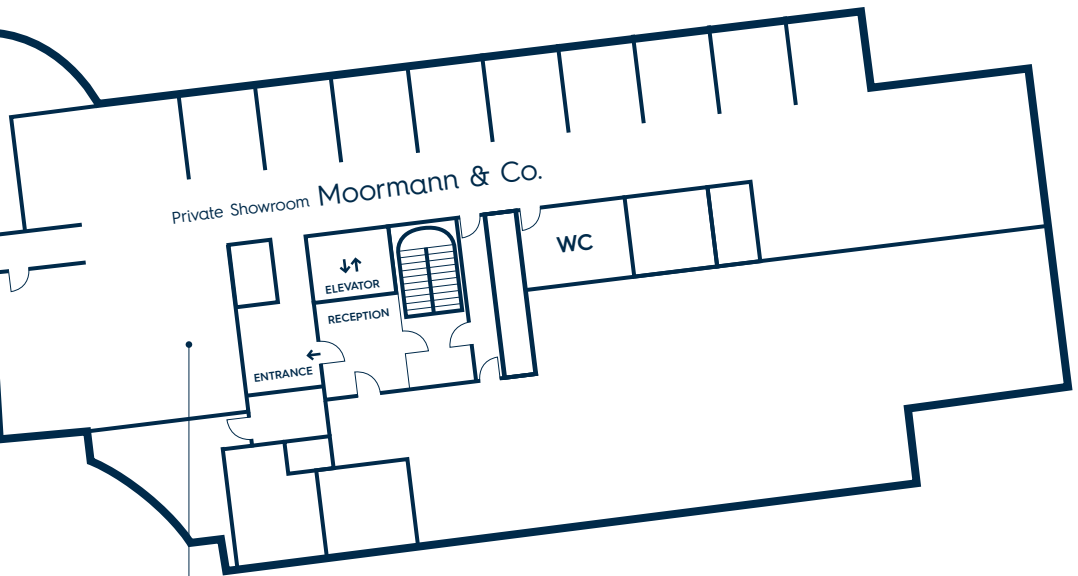 Private Showroom Moormann & Co.
WC
ELEVATOR
RECEPTION
ENTRANCE